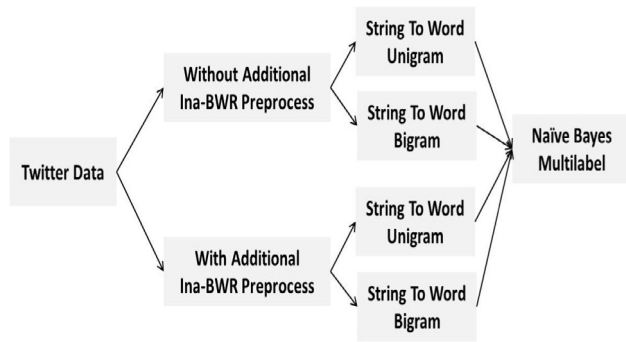 Twitter Data
Without Additional
Ina-BWR Preprocess
With Additional
Ina-BWR Preprocess
String To Word
Unigram
String To Word
Bigram
String To Word
Unigram
String To Word
Bigram
Naïve Bayes
Multilabel